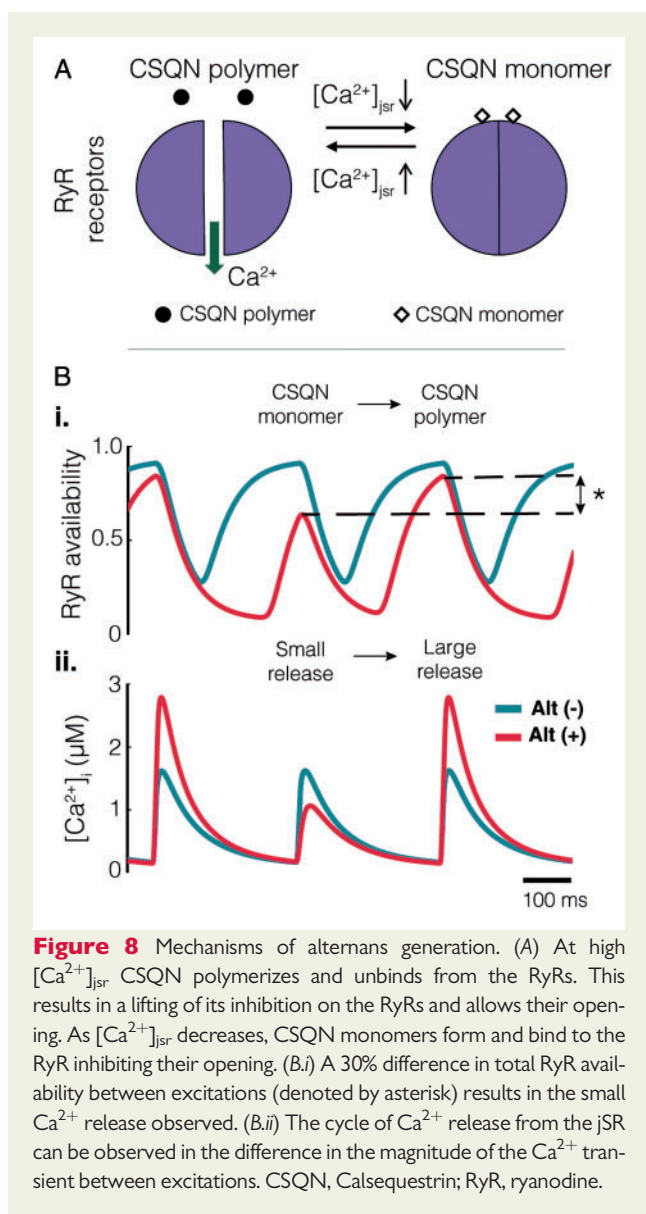 A
CSQN polymer
CSQN monomer
[Ca²⁺]jsr ↓
[Ca²⁺]jsr ↑
RyR
receptors
Ca²⁺
● CSQN polymer
◇ CSQN monomer
B
CSQN
monomer → CSQN
polymer
i.
RyR availability
1.0
0.5
0
*
ii.
Small
release → Large
release
[Ca²⁺]i (μM)
3
2
1
0
Alt (-)
Alt (+)
100 ms
Figure 8 Mechanisms of alternans generation. (A) At high
[Ca²⁺]jsr CSQN polymerizes and unbinds from the RyRs. This
results in a lifting of its inhibition on the RyRs and allows their open-
ing. As [Ca²⁺]jsr decreases, CSQN monomers form and bind to the
RyR inhibiting their opening. (B.i) A 30% difference in total RyR avail-
ability between excitations (denoted by asterisk) results in the small
Ca²⁺ release observed. (B.ii) The cycle of Ca²⁺ release from the jSR
can be observed in the difference in the magnitude of the Ca²⁺ tran-
sient between excitations. CSQN, Calsequestrin; RyR, ryanodine.